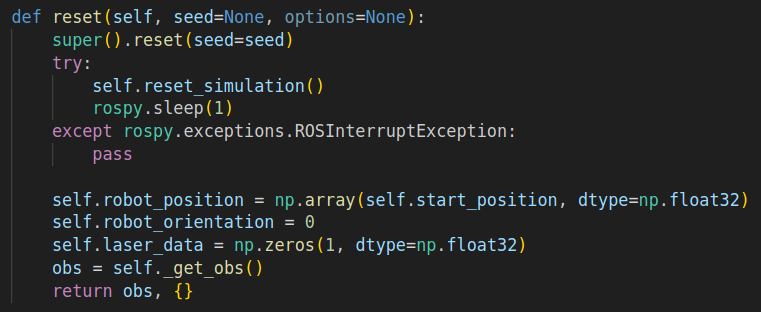 def reset(self, seed=None, options=None):
    super().reset(seed=seed)
    try:
        self.reset_simulation()
        rospy.sleep(1)
    except rospy.exceptions.ROSInterruptException:
        pass

    self.robot_position = np.array(self.start_position, dtype=np.float32)
    self.robot_orientation = 0
    self.laser_data = np.zeros(1, dtype=np.float32)
    obs = self._get_obs()
    return obs, {}